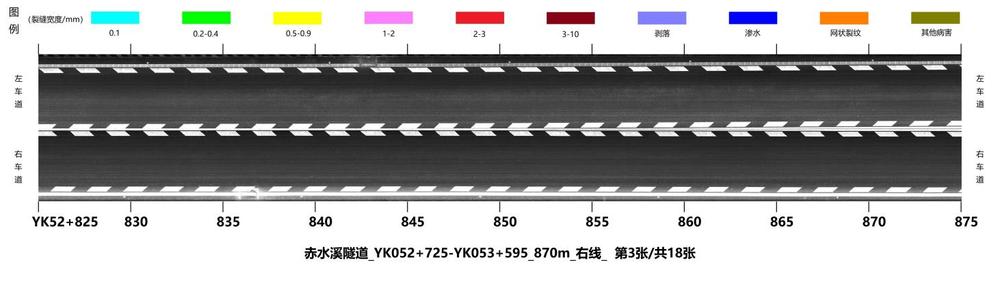 图例 (裂缝宽度/mm)
0.1 0.2-0.4 0.5-0.9 1-2 2-3 3-10 剥落 渗水 网状裂纹 其他病害
左车道 左车道
右车道 右车道
YK52+825 830 835 840 845 850 855 860 865 870 875
赤水溪隧道_YK052+725-YK053+595_870m_右线_ 第3张/共18张